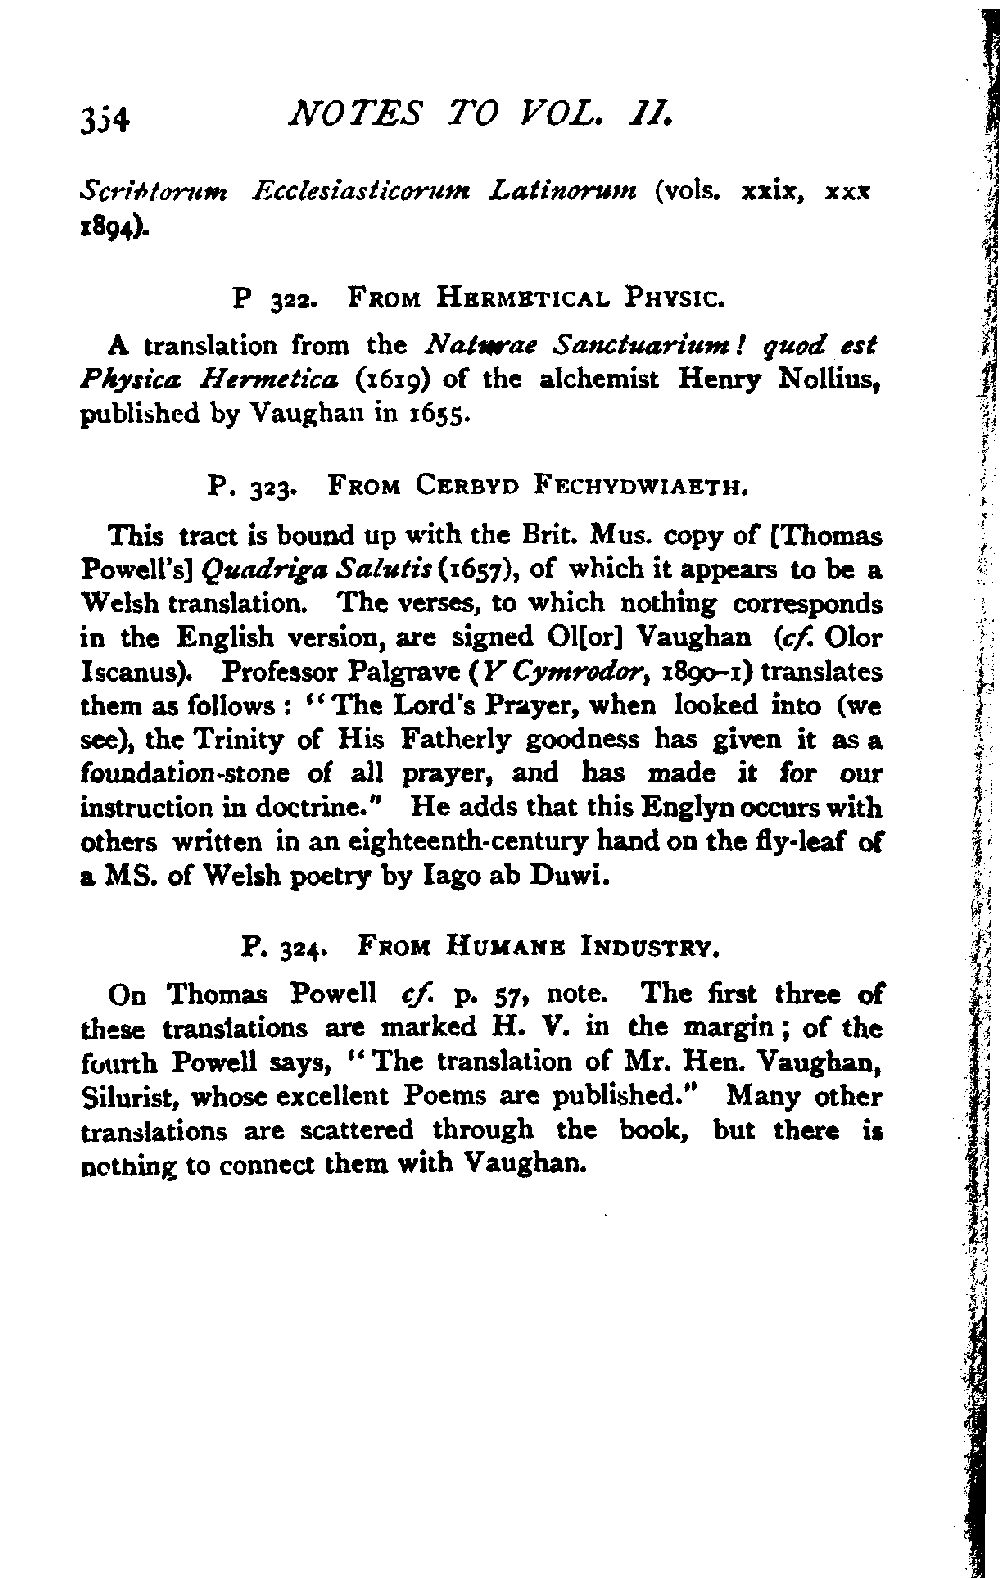 354 NOTES TO VOL. II.
Scriptorum Ecclesiasticorum Latinorum (vols. xxix, xxx
1894).
P 322. FROM HERMETICAL PHYSIC.
A translation from the Naturae Sanctuarium! quod est
Physica Hermetica (1619) of the alchemist Henry Nollius,
published by Vaughan in 1655.
P. 323. FROM CERBYD FECHYDWIAETH.
This tract is bound up with the Brit. Mus. copy of [Thomas
Powell's] Quadriga Salutis (1657), of which it appears to be a
Welsh translation. The verses, to which nothing corresponds
in the English version, are signed Ol[or] Vaughan (cf. Olor
Iscanus). Professor Palgrave (Y Cymrodor, 1890-1) translates
them as follows: "The Lord's Prayer, when looked into (we
see), the Trinity of His Fatherly goodness has given it as a
foundation-stone of all prayer, and has made it for our
instruction in doctrine." He adds that this Englyn occurs with
others written in an eighteenth-century hand on the fly-leaf of
a MS. of Welsh poetry by Iago ab Duwi.
P. 324. FROM HUMANE INDUSTRY.
On Thomas Powell cf. p. 57, note. The first three of
these translations are marked H. V. in the margin; of the
fourth Powell says, "The translation of Mr. Hen. Vaughan,
Silurist, whose excellent Poems are published." Many other
translations are scattered through the book, but there is
nothing to connect them with Vaughan.